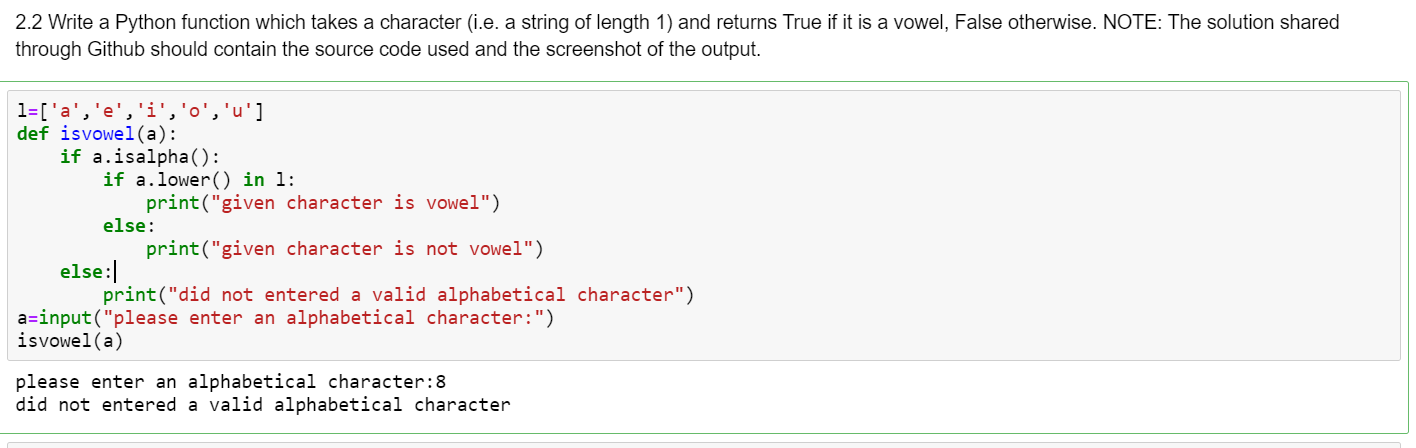 2.2 Write a Python function which takes a character (i.e. a string of length 1) and returns True if it is a vowel, False otherwise. NOTE: The solution shared
through Github should contain the source code used and the screenshot of the output.
l=['a','e','i','o','u']
def isvowel(a):
    if a.isalpha():
        if a.lower() in l:
            print("given character is vowel")
        else:
            print("given character is not vowel")
    else:
        print("did not entered a valid alphabetical character")
a=input("please enter an alphabetical character:")
isvowel(a)
please enter an alphabetical character:8
did not entered a valid alphabetical character